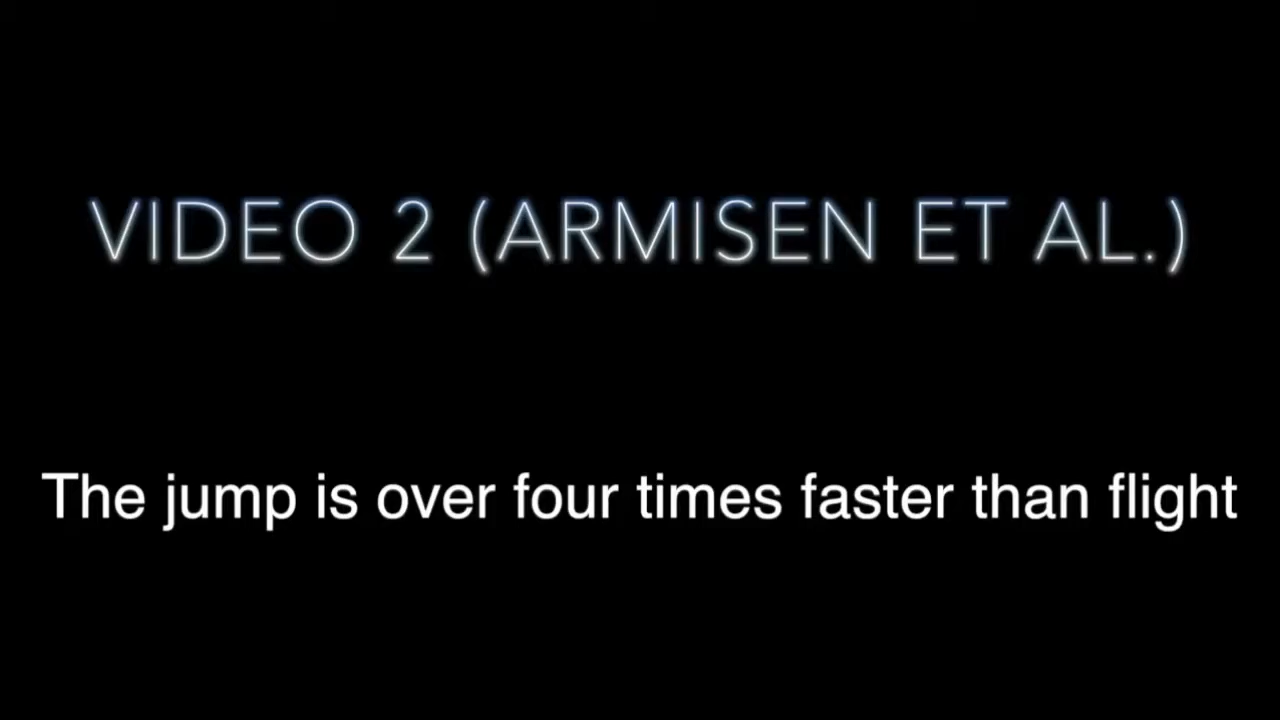 VIDEO 2 (ARMISEN ET AL.)
The jump is over four times faster than flight